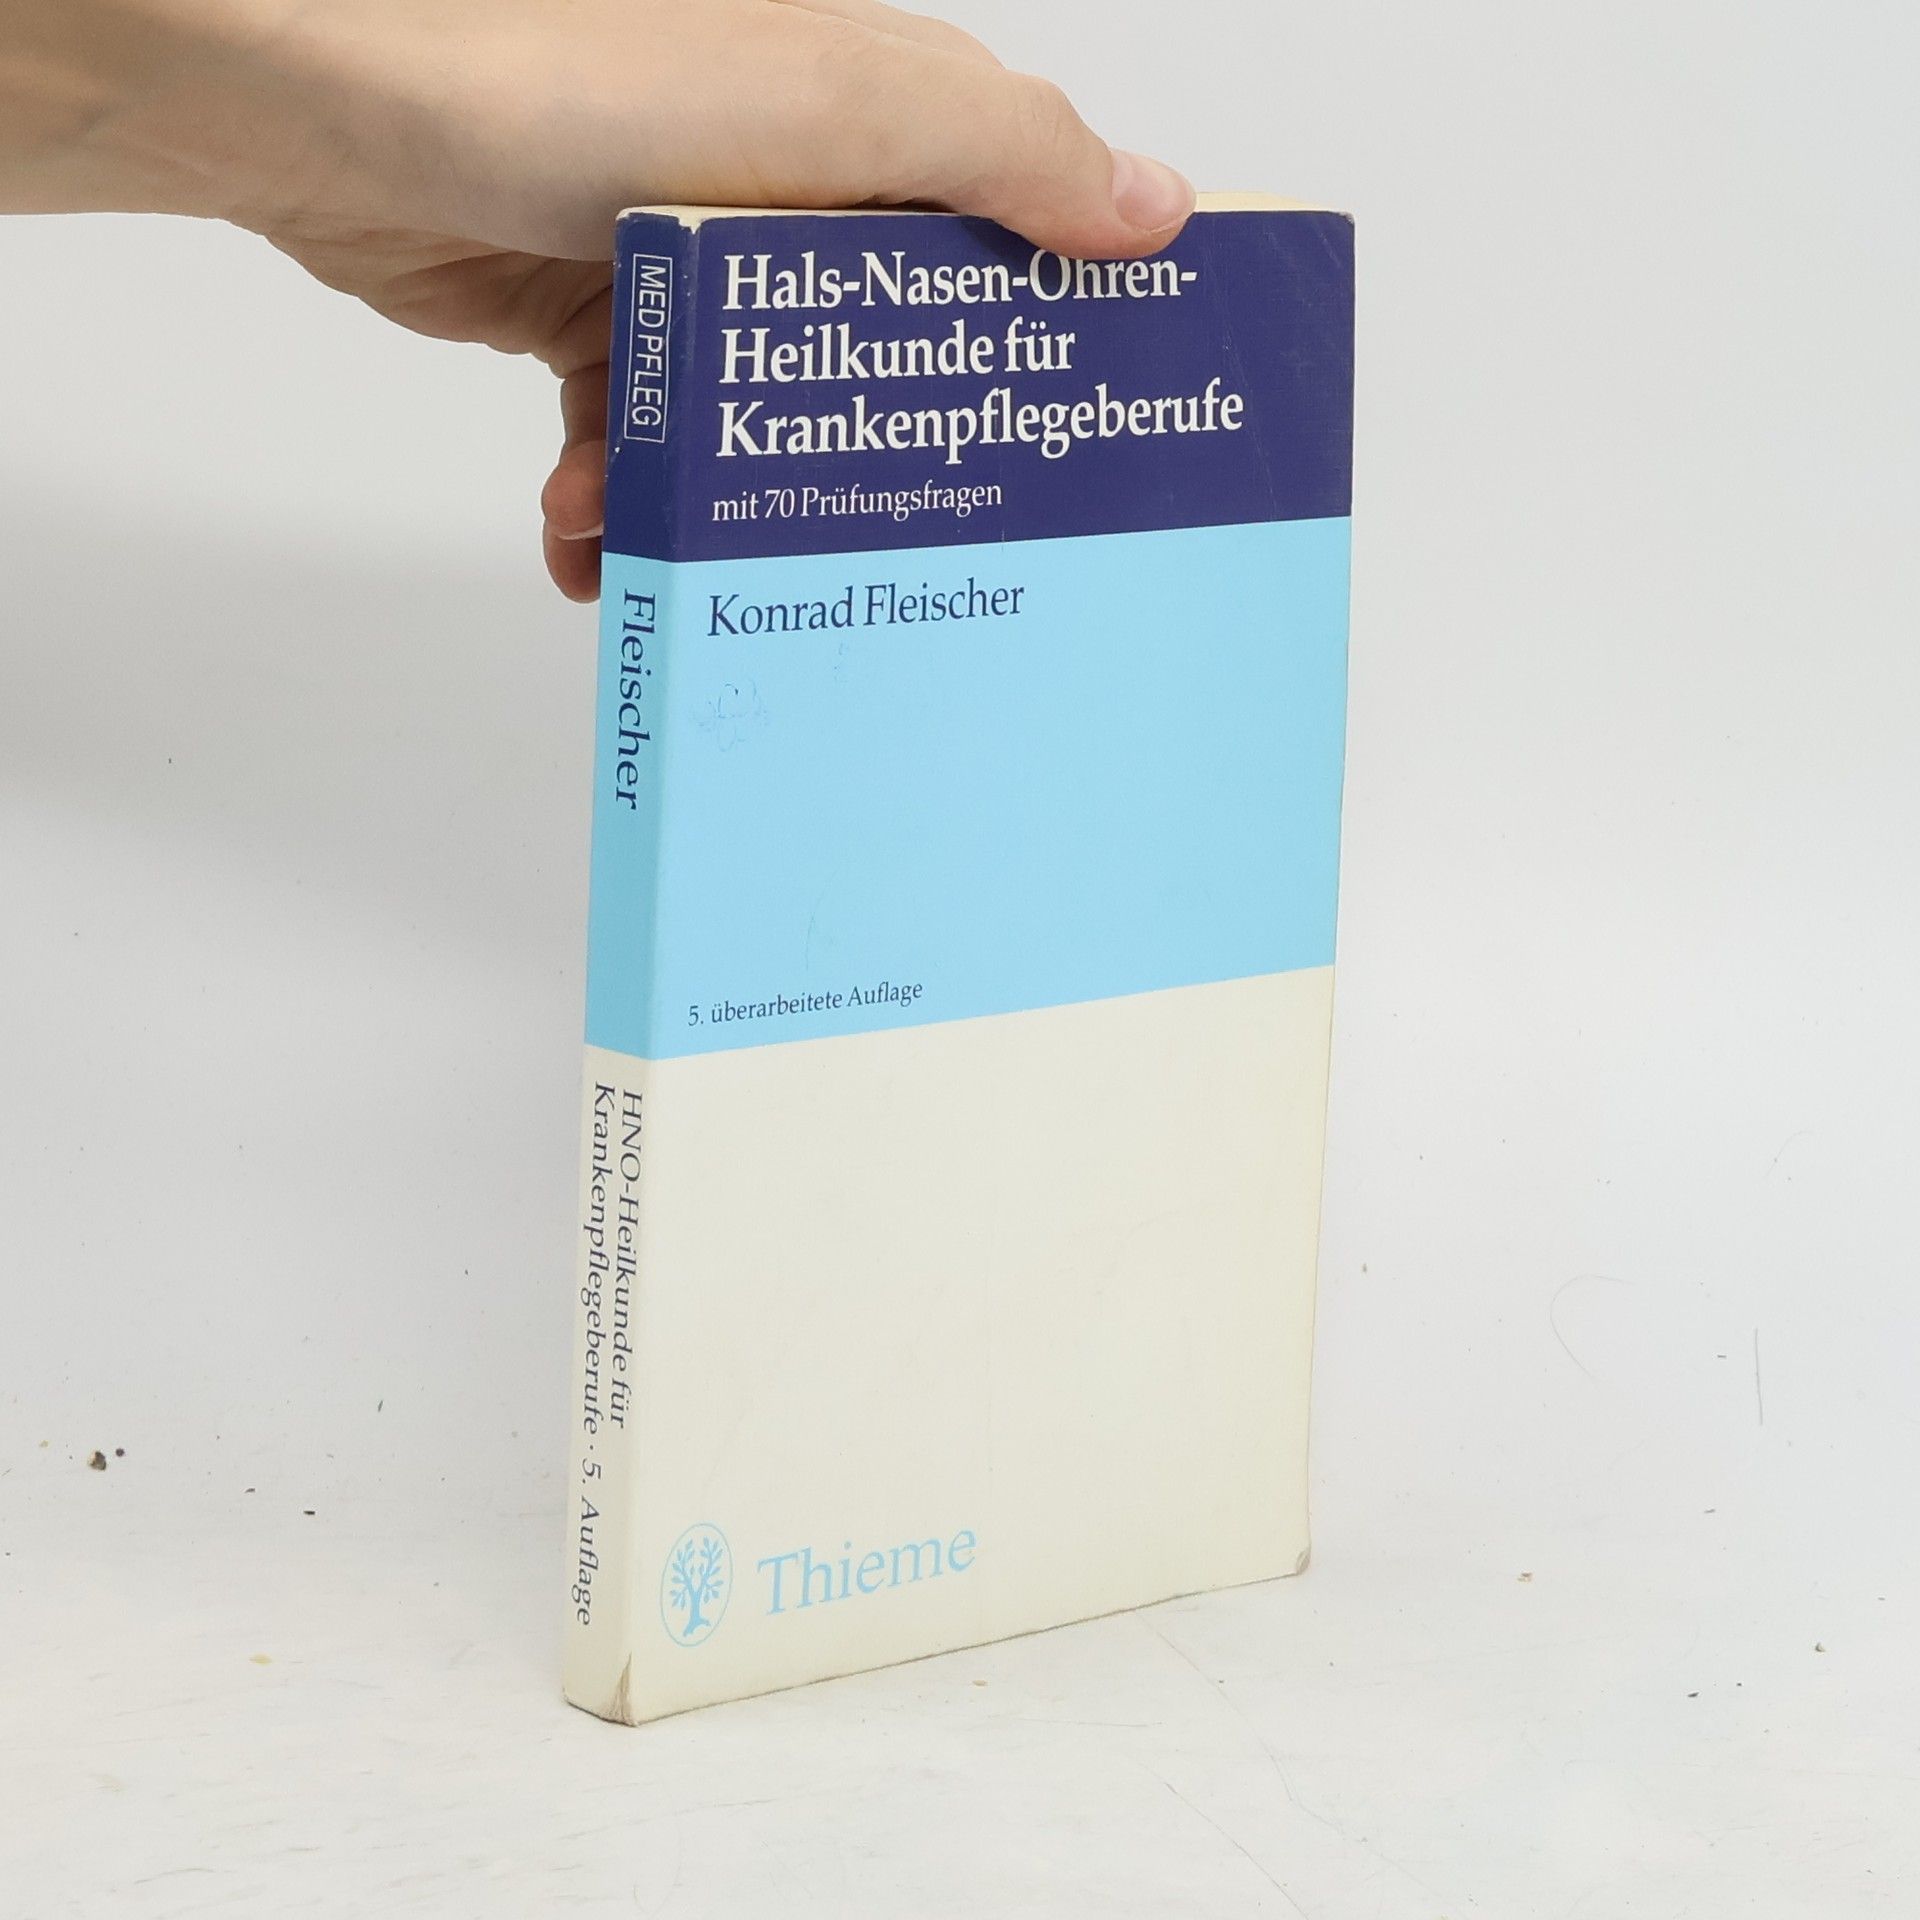 Hals-Nasen-Ohren-
Heilkunde für
Krankenpflegeberufe
mit 70 Prüfungsfragen
Konrad Fleischer
5. überarbeitete Auflage
Thieme
MED PFLEG
Fleischer
HNO-Heilkunde für
Krankenpflegeberufe · 5. Auflage